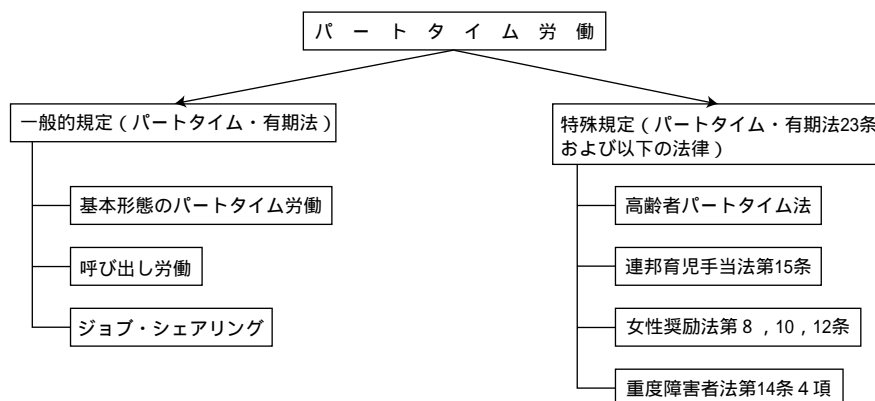 パートタイム労働
一般的規定（パートタイム・有期法）
基本形態のパートタイム労働
呼び出し労働
ジョブ・シェアリング
特殊規定（パートタイム・有期法23条
および以下の法律）
高齢者パートタイム法
連邦育児手当法第15条
女性奨励法第８，10，12条
重度障害者法第14条４項